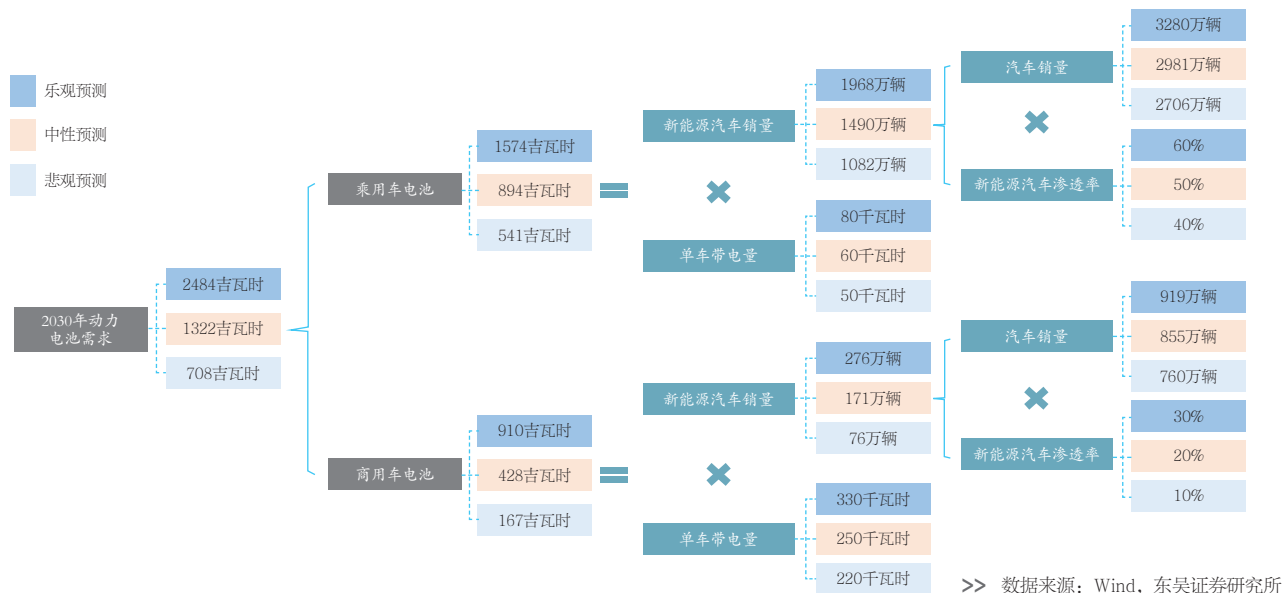 乐观预测
中性预测
悲观预测
2030年动力
电池需求
2484吉瓦时
1322吉瓦时
708吉瓦时
乘用车电池
1574吉瓦时
894吉瓦时
541吉瓦时
新能源汽车销量
1968万辆
1490万辆
1082万辆
单车带电量
80千瓦时
60千瓦时
50千瓦时
汽车销量
3280万辆
2981万辆
2706万辆
新能源汽车渗透率
60%
50%
40%
商用车电池
910吉瓦时
428吉瓦时
167吉瓦时
新能源汽车销量
276万辆
171万辆
76万辆
单车带电量
330千瓦时
250千瓦时
220千瓦时
汽车销量
919万辆
855万辆
760万辆
新能源汽车渗透率
30%
20%
10%
>> 数据来源：Wind，东吴证券研究所